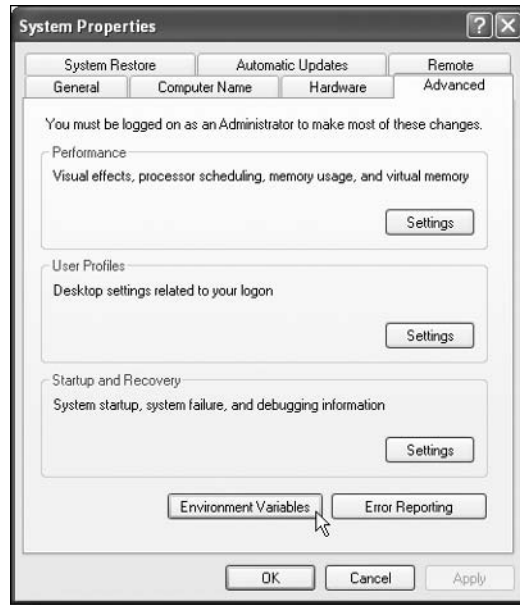 System Properties
System Restore Automatic Updates Remote
General Computer Name Hardware Advanced
You must be logged on as an Administrator to make most of these changes.
Performance
Visual effects, processor scheduling, memory usage, and virtual memory
Settings
User Profiles
Desktop settings related to your logon
Settings
Startup and Recovery
System startup, system failure, and debugging information
Settings
Environment Variables Error Reporting
OK Cancel Apply